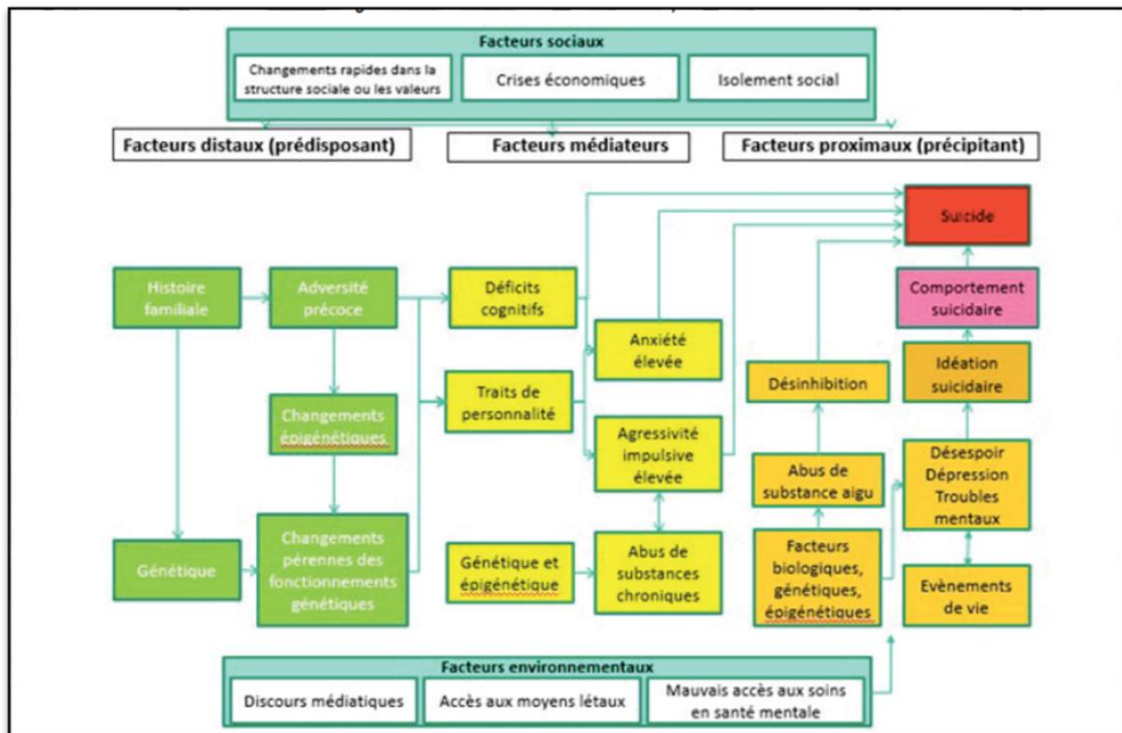 Facteurs sociaux
Changements rapides dans la
structure sociale ou les valeurs
Crises économiques
Isolement social
Facteurs distaux (prédisposant)
Facteurs médiateurs
Facteurs proximaux (précipitant)
Suicide
Histoire
familiale
Adversité
précoce
Déficits
cognitifs
Comportement
suicidaire
Anxiété
élevée
Idéation
suicidaire
Désinhibition
Traits de
personnalité
Changements
épigénétiques
Agressivité
impulsive
élevée
Abus de
substance aigu
Désespoir
Dépression
Troubles
mentaux
Génétique
Changements
pérennes des
fonctionnements
génétiques
Génétique et
épigénétique
Abus de
substances
chroniques
Facteurs
biologiques,
génétiques,
épigénétiques
Evènements
de vie
Facteurs environnementaux
Discours médiatiques
Accès aux moyens létaux
Mauvais accès aux soins
en santé mentale